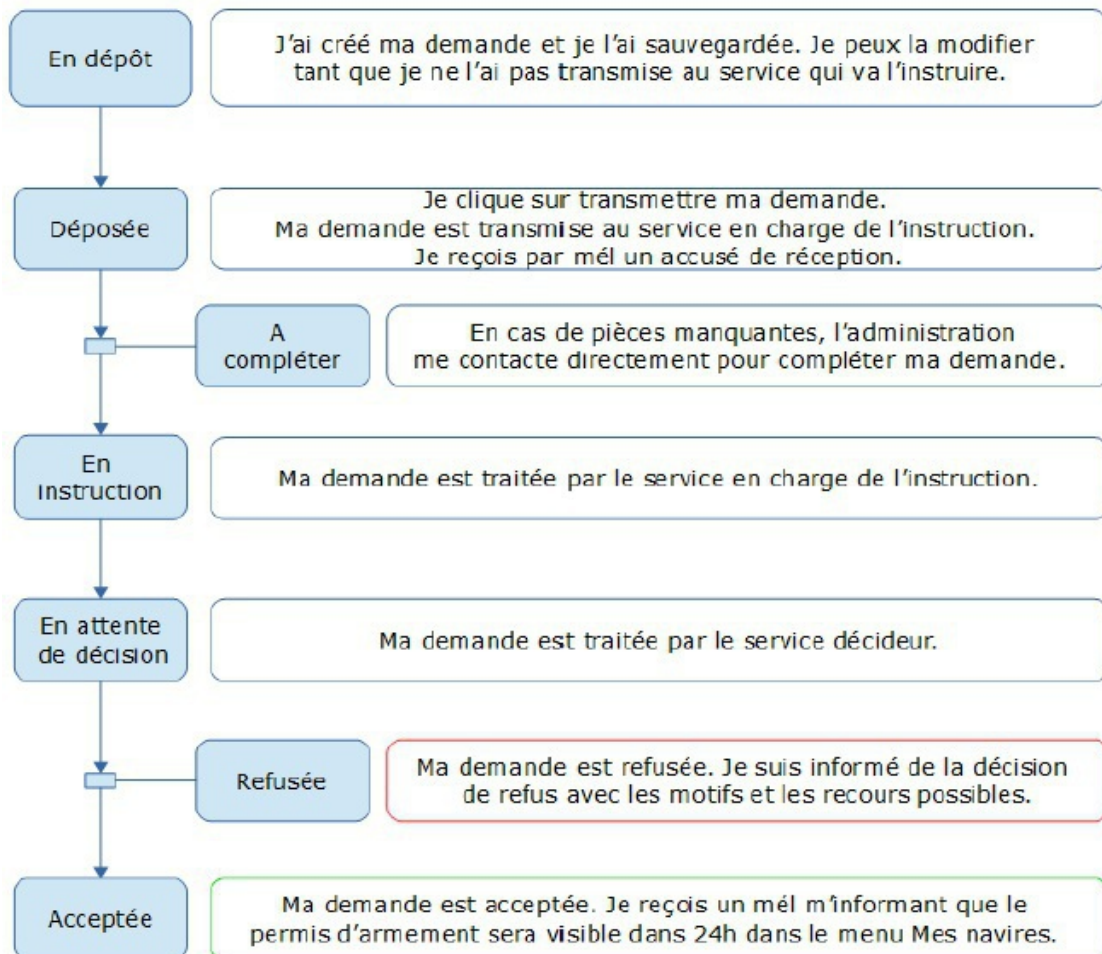 En dépôt
J'ai créé ma demande et je l'ai sauvegardée. Je peux la modifier
tant que je ne l'ai pas transmise au service qui va l'instruire.
Déposée
Je clique sur transmettre ma demande.
Ma demande est transmise au service en charge de l'instruction.
Je reçois par mél un accusé de réception.
A
compléter
En cas de pièces manquantes, l'administration
me contacte directement pour compléter ma demande.
En
instruction
Ma demande est traitée par le service en charge de l'instruction.
En attente
de décision
Ma demande est traitée par le service décideur.
Refusée
Ma demande est refusée. Je suis informé de la décision
de refus avec les motifs et les recours possibles.
Acceptée
Ma demande est acceptée. Je reçois un mél m'informant que le
permis d'armement sera visible dans 24h dans le menu Mes navires.